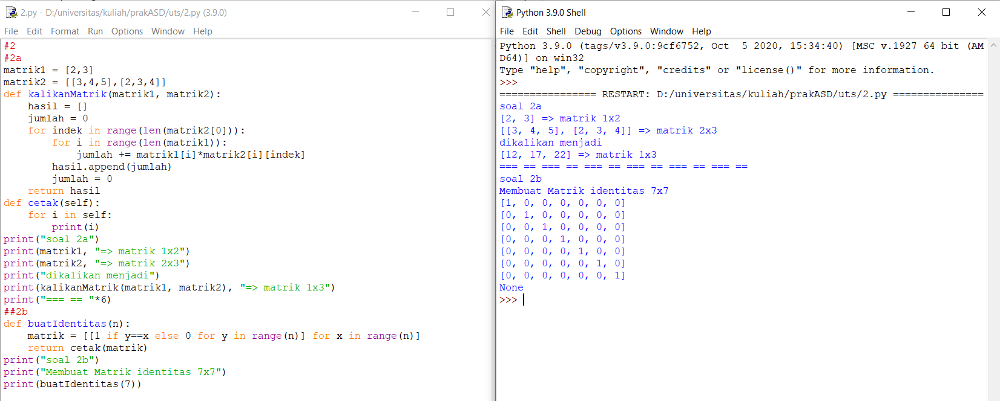 2.py - D:/universitas/kuliah/prakASD/uts/2.py (3.9.0)
File Edit Format Run Options Window Help
#2
#2a
matrik1 = [2,3]
matrik2 = [[3,4,5],[2,3,4]]
def kalikanMatrik(matrik1, matrik2):
    hasil = []
    jumlah = 0
    for indek in range(len(matrik2[0])):
        for i in range(len(matrik1)):
            jumlah += matrik1[i]*matrik2[i][indek]
        hasil.append(jumlah)
        jumlah = 0
    return hasil
def cetak(self):
    for i in self:
        print(i)
print("soal 2a")
print(matrik1, "=> matrik 1x2")
print(matrik2, "=> matrik 2x3")
print("dikalikan menjadi")
print(kalikanMatrik(matrik1, matrik2), "=> matrik 1x3")
print("=== == "*6)
##2b
def buatIdentitas(n):
    matrik = [[1 if y==x else 0 for y in range(n)] for x in range(n)]
    return cetak(matrik)
print("soal 2b")
print("Membuat Matrik identitas 7x7")
print(buatIdentitas(7))
Python 3.9.0 Shell
File Edit Shell Debug Options Window Help
Python 3.9.0 (tags/v3.9.0:9cf6752, Oct  5 2020, 15:34:40) [MSC v.1927 64 bit (AM
D64)] on win32
Type "help", "copyright", "credits" or "license()" for more information.
>>>
================ RESTART: D:/universitas/kuliah/prakASD/uts/2.py ===============
soal 2a
[2, 3] => matrik 1x2
[[3, 4, 5], [2, 3, 4]] => matrik 2x3
dikalikan menjadi
[12, 17, 22] => matrik 1x3
=== == === == === == === == === == === ==
soal 2b
Membuat Matrik identitas 7x7
[1, 0, 0, 0, 0, 0, 0]
[0, 1, 0, 0, 0, 0, 0]
[0, 0, 1, 0, 0, 0, 0]
[0, 0, 0, 1, 0, 0, 0]
[0, 0, 0, 0, 1, 0, 0]
[0, 0, 0, 0, 0, 1, 0]
[0, 0, 0, 0, 0, 0, 1]
None
>>>